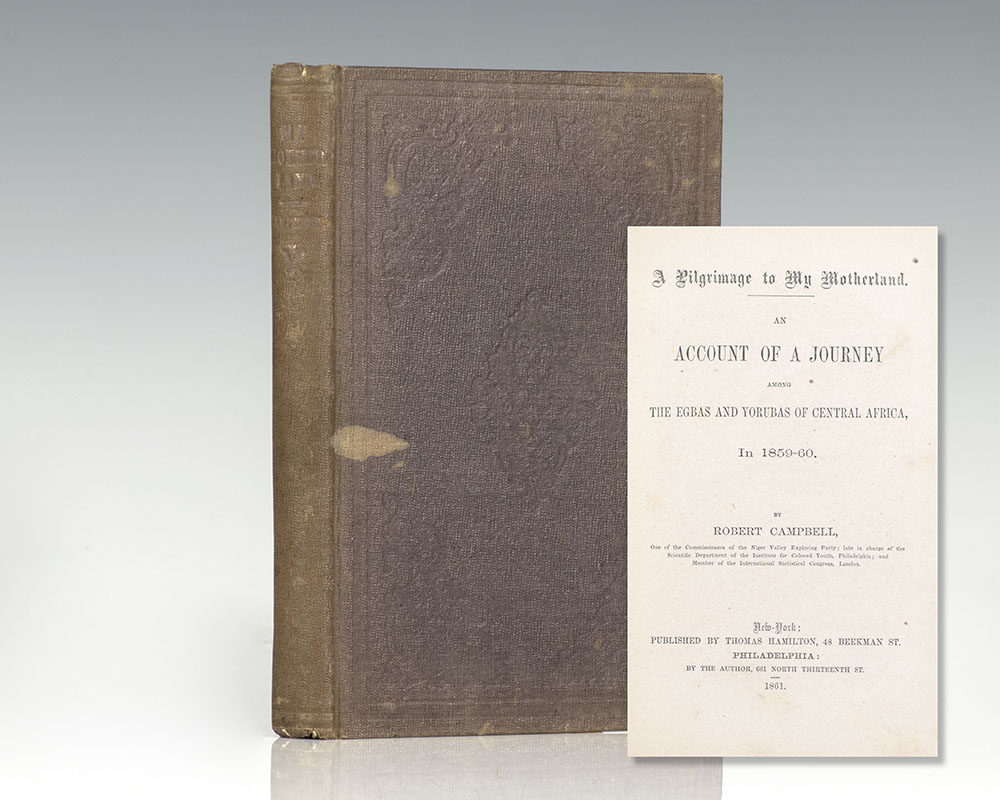 A Pilgrimage to My Motherland.
AN
ACCOUNT OF A JOURNEY
AMONG
THE EGBAS AND YORUBAS OF CENTRAL AFRICA,
In 1859-60.
BY
ROBERT CAMPBELL,
One of the Commissioners of the Niger Valley Exploring Party; late in charge of the
Scientific Department of the Institute for Colored Youth, Philadelphia; and
Member of the International Statistical Congress, London.
New-York:
PUBLISHED BY THOMAS HAMILTON, 48 BEEKMAN ST.
PHILADELPHIA:
BY THE AUTHOR, 661 NORTH THIRTEENTH ST.
1861.